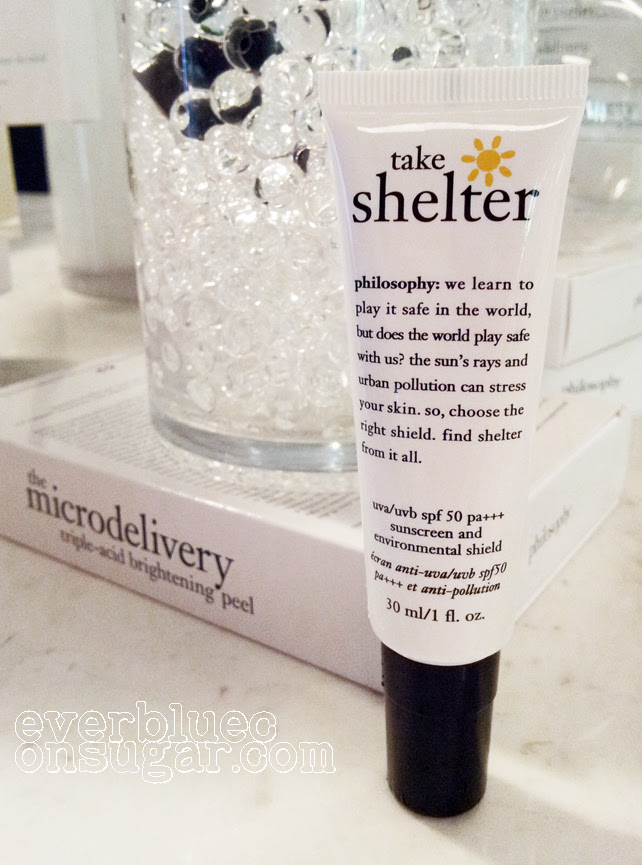 take
shelter
philosophy: we learn to
play it safe in the world,
but does the world play safe
with us? the sun's rays and
urban pollution can stress
your skin. so, choose the
right shield. find shelter
from it all.
uva/uvb spf 50 pa+++
sunscreen and
environmental shield
écran anti-uva/uvb spf50
pa+++ et anti-pollution
30 ml/1 fl. oz.
the
microdelivery
triple-acid brightening peel
philosophy
philosophy
microdelivery
everbluec
onsugar.com